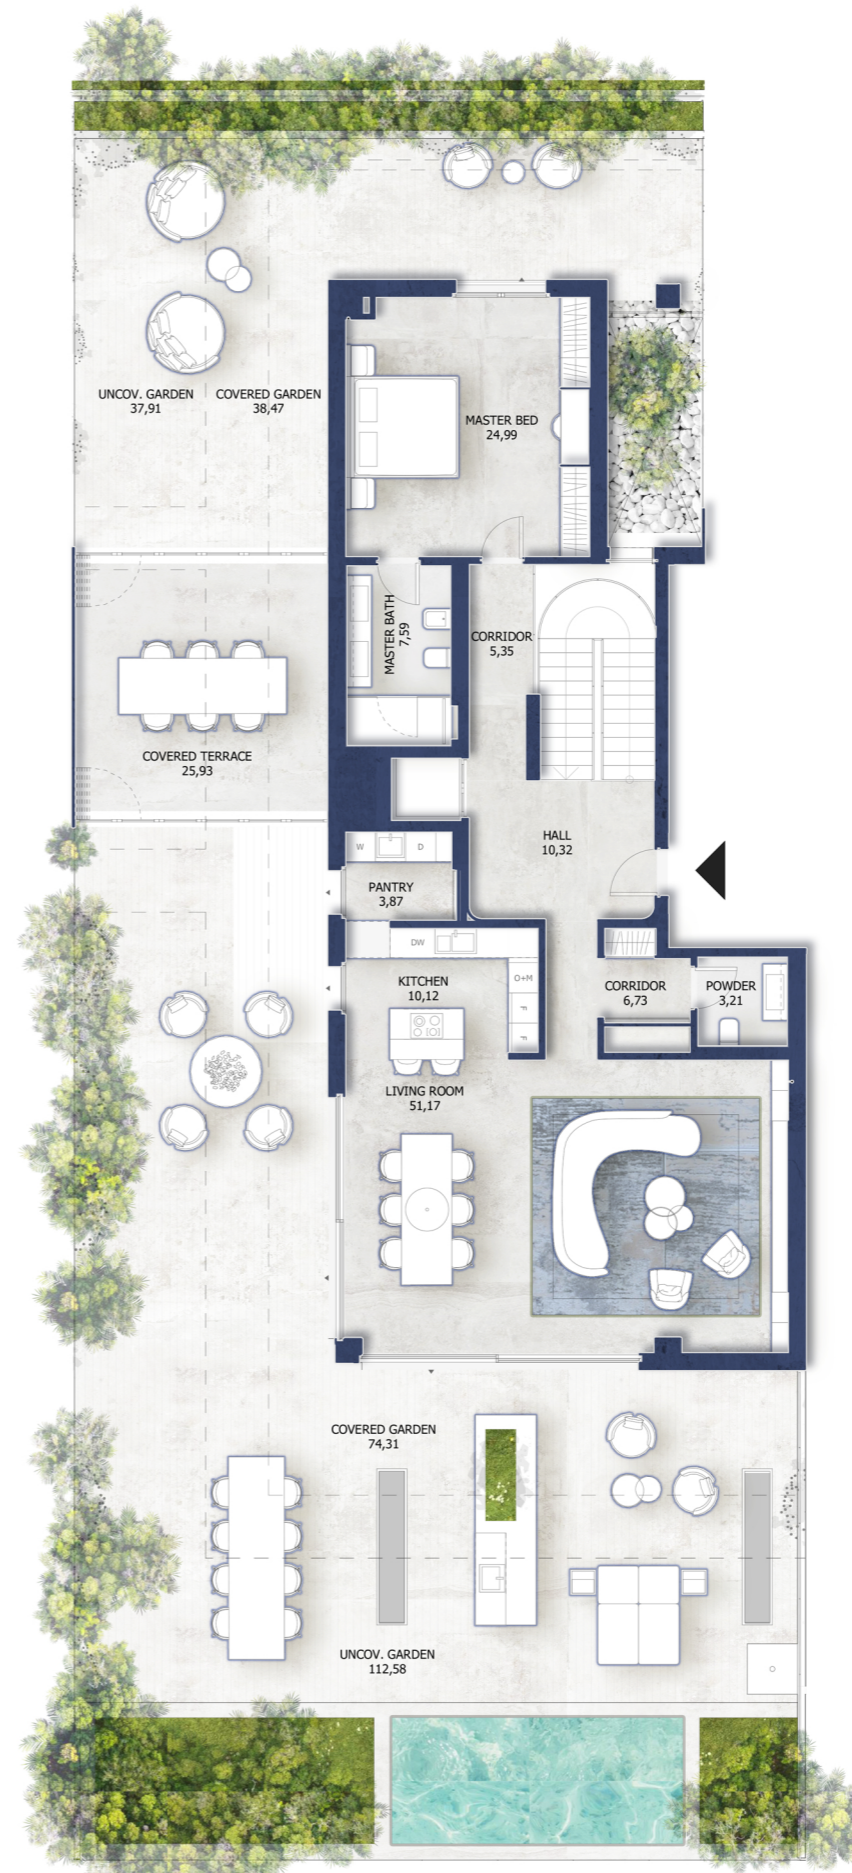 UNCOV. GARDEN
37,91
COVERED GARDEN
38,47
MASTER BED
24,99
MASTER BATH
7,59
CORRIDOR
5,35
COVERED TERRACE
25,93
HALL
10,32
W
D
PANTRY
3,87
DW
KITCHEN
10,12
O+M
F
F
CORRIDOR
6,73
POWDER
3,21
LIVING ROOM
51,17
COVERED GARDEN
74,31
UNCOV. GARDEN
112,58